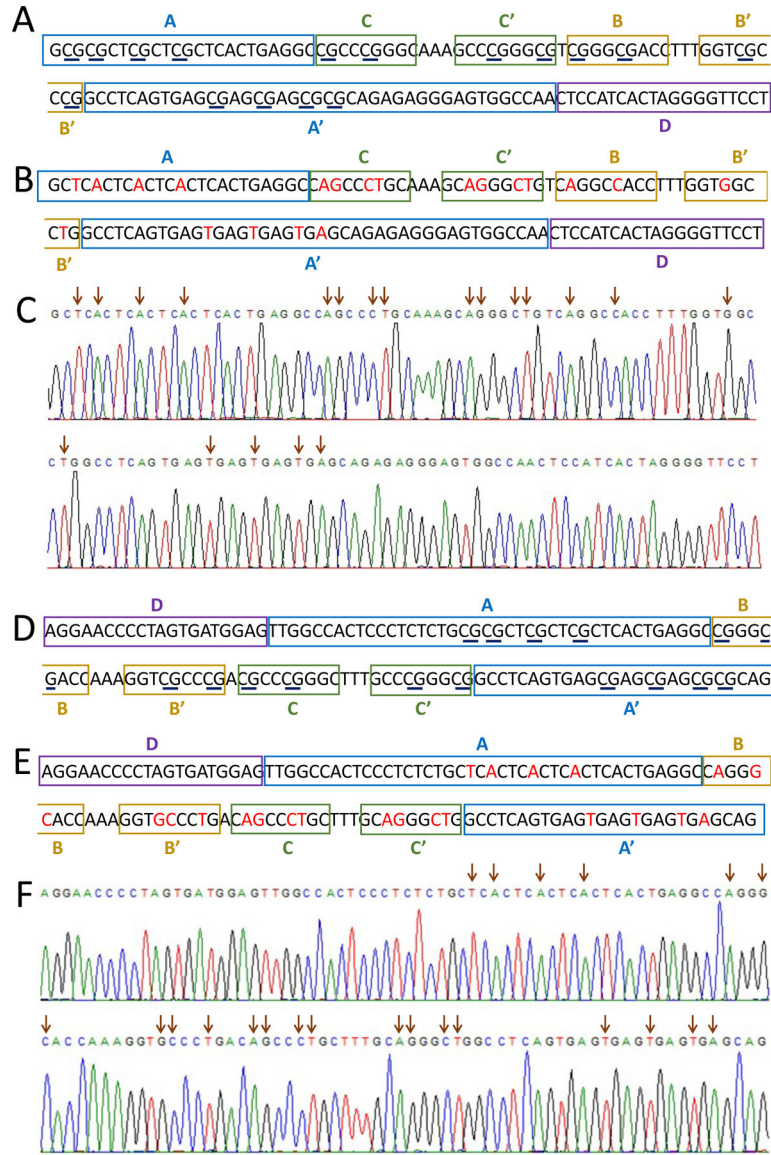 A
A C C' B B'
GCGCGCTCGCTCGCTCACTGAGGCCGCCCGGGCAAAGCCCGGGCGTCGGGCGACCTTTGGTCGC
CCGGCCTCAGTGAGCGAGCGAGCGCGCAGAGAGGGAGTGGCCAACTCCATCACTAGGGGTTCCT
B' A' D
B
A C C' B B'
GCTCACTCACTCACTCACTGAGGCCAGCCCTGCAAAGCAGGGCTGTCAGGCCACCTTTGGTGGC
CTGGCCTCAGTGAGTGAGTGAGTGAGCAGAGAGGGAGTGGCCAACTCCATCACTAGGGGTTCCT
B' A' D
C
GCTCACTCACTCACTCACTGAGGCCAGCCCTGCAAAGCAGGGCTGTCAGGCCACCTTTGGTGGC
CTGGCCTCAGTGAGTGAGTGAGTGAGCAGAGAGGGAGTGGCCAACTCCATCACTAGGGGTTCCT
D
D A B
AGGAACCCCTAGTGATGGAGTTGGCCACTCCCTCTCTGCGCGCTCGCTCGCTCACTGAGGCCGGGC
GACCAAAGGTCGCCCGACGCCCGGGCTTTGCCCGGGCGGCCTCAGTGAGCGAGCGAGCGCGCAG
B B' C C' A'
E
D A B
AGGAACCCCTAGTGATGGAGTTGGCCACTCCCTCTCTGCTCACTCACTCACTCACTGAGGCCAGGG
CACCAAAGGTGCCCTGACAGCCCTGCTTTGCAGGGCTGGCCTCAGTGAGTGAGTGAGTGAGCAG
B B' C C' A'
F
AGGAACCCCTAGTGATGGAGTTGGCCACTCCCTCTCTGCTCACTCACTCACTCACTGAGGCCAGGG
CACCAAAGGTGCCCTGACAGCCCTGCTTTGCAGGGCTGGCCTCAGTGAGTGAGTGAGTGAGCAG